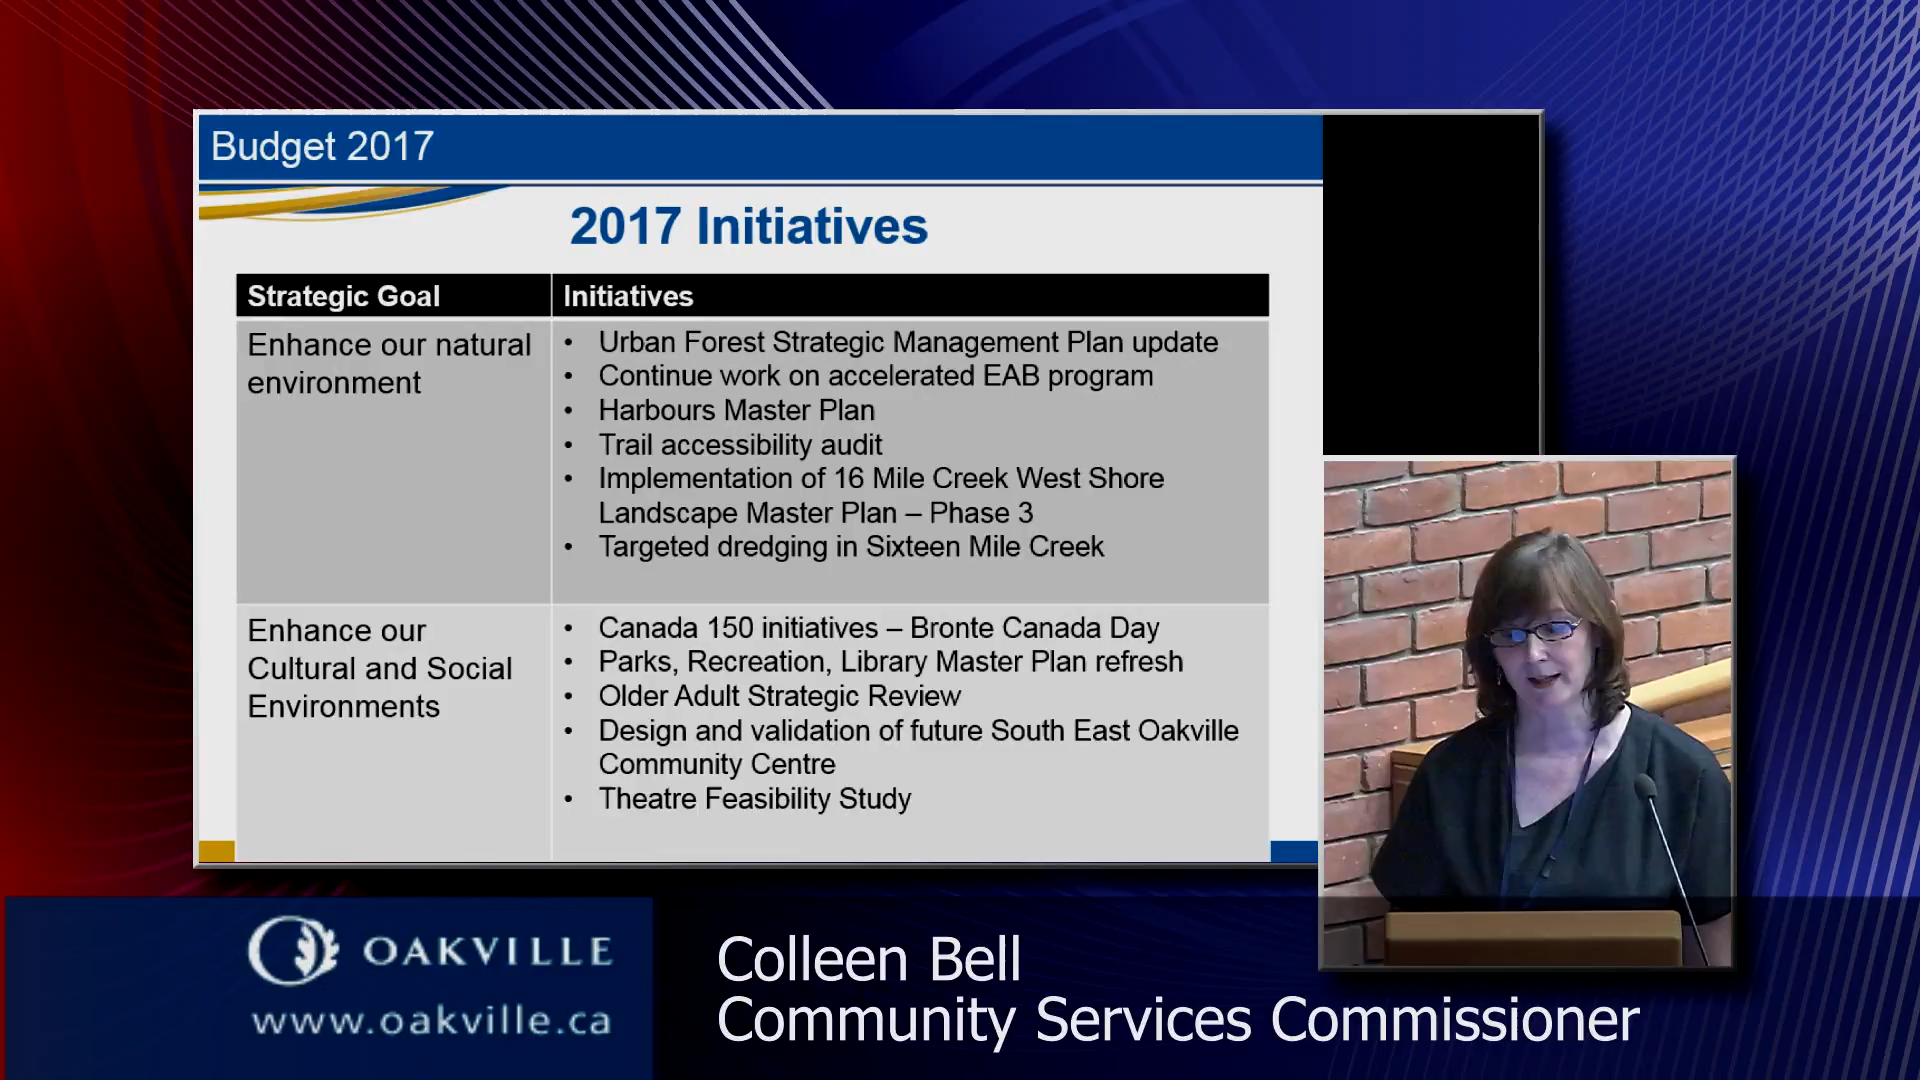 Budget 2017
2017 Initiatives
Strategic Goal
Initiatives
Enhance our natural
environment
• Urban Forest Strategic Management Plan update
• Continue work on accelerated EAB program
• Harbours Master Plan
• Trail accessibility audit
• Implementation of 16 Mile Creek West Shore
Landscape Master Plan – Phase 3
• Targeted dredging in Sixteen Mile Creek
Enhance our
Cultural and Social
Environments
• Canada 150 initiatives – Bronte Canada Day
• Parks, Recreation, Library Master Plan refresh
• Older Adult Strategic Review
• Design and validation of future South East Oakville
Community Centre
• Theatre Feasibility Study
OAKVILLE
www.oakville.ca
Colleen Bell
Community Services Commissioner